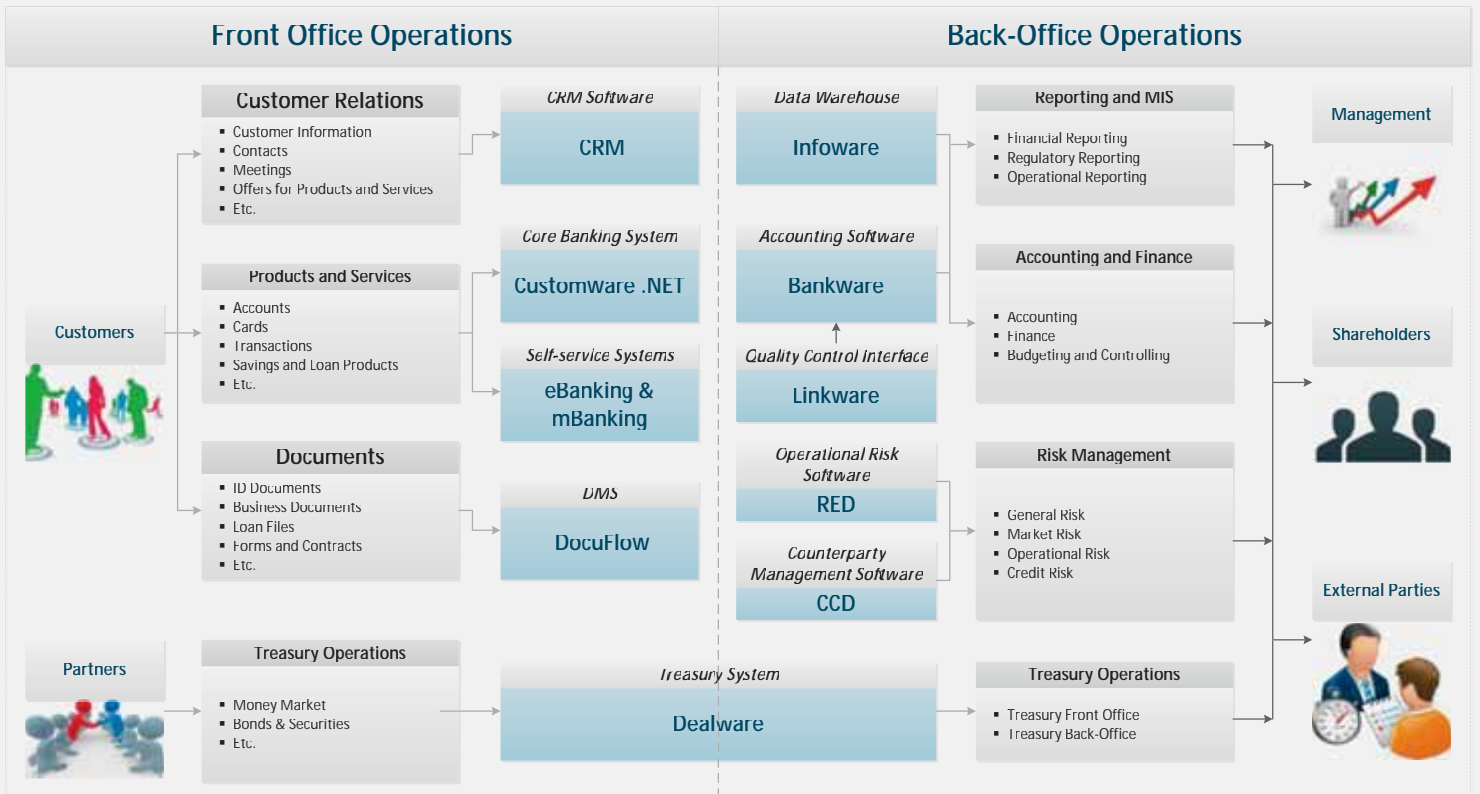 Front Office Operations
Back-Office Operations
Customers
Partners
Customer Relations
▪ Customer Information
▪ Contacts
▪ Meetings
▪ Offers for Products and Services
▪ Etc.
Products and Services
▪ Accounts
▪ Cards
▪ Transactions
▪ Savings and Loan Products
▪ Etc.
Documents
▪ ID Documents
▪ Business Documents
▪ Loan Files
▪ Forms and Contracts
▪ Etc.
Treasury Operations
▪ Money Market
▪ Bonds & Securities
▪ Etc.
CRM Software
CRM
Core Banking System
Customware .NET
Self-service Systems
eBanking &
mBanking
DMS
DocuFlow
Treasury System
Dealware
Data Warehouse
Infoware
Accounting Software
Bankware
Quality Control Interface
Linkware
Operational Risk
Software
RED
Counterparty
Management Software
CCD
Reporting and MIS
▪ Financial Reporting
▪ Regulatory Reporting
▪ Operational Reporting
Accounting and Finance
▪ Accounting
▪ Finance
▪ Budgeting and Controlling
Risk Management
▪ General Risk
▪ Market Risk
▪ Operational Risk
▪ Credit Risk
Treasury Operations
▪ Treasury Front Office
▪ Treasury Back-Office
Management
Shareholders
External Parties